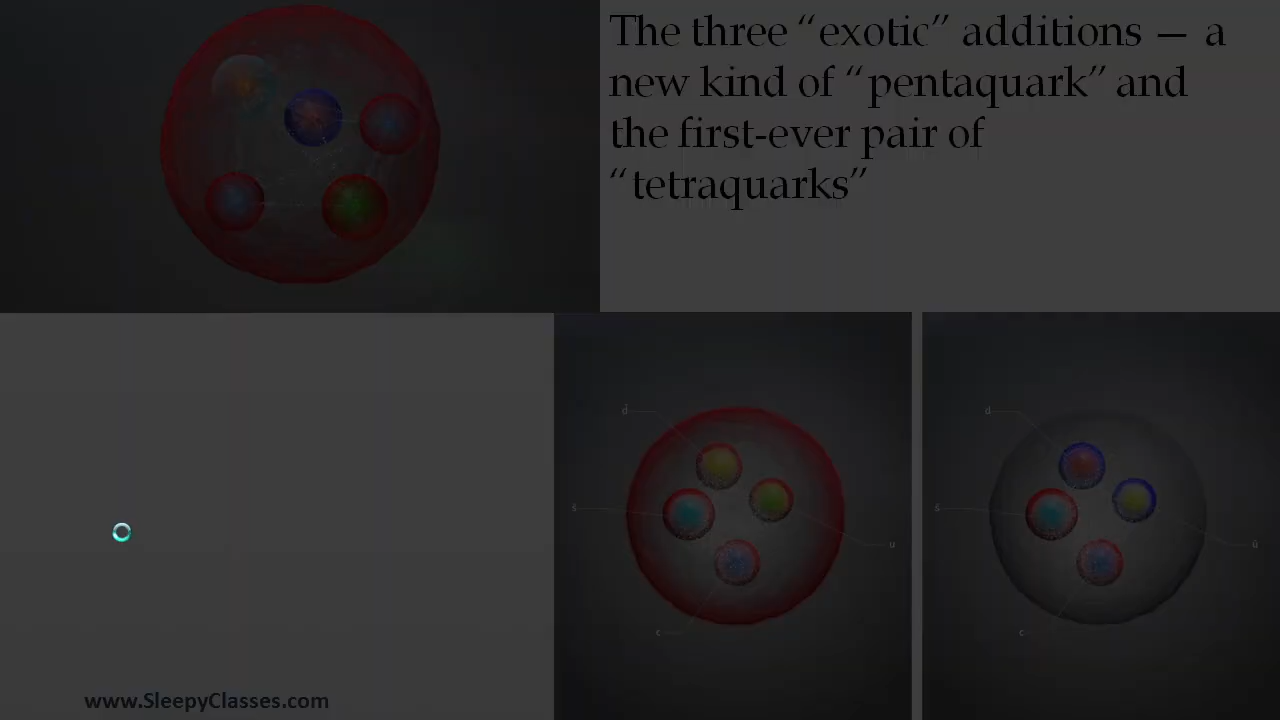 The three “exotic” additions — a
new kind of “pentaquark” and
the first-ever pair of
“tetraquarks”
d̄
s̄
u
c
d
s̄
ū
c
www.SleepyClasses.com